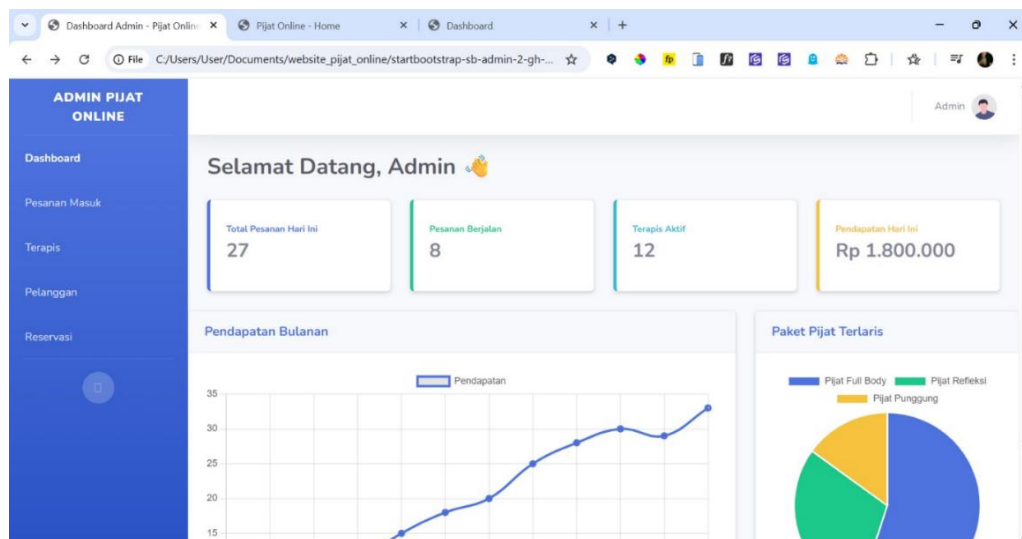 Dashboard Admin - Pijat Onlin
Pijat Online - Home
Dashboard
File
C:/Users/User/Documents/website_pijat_online/startbootstrap-sb-admin-2-gh-...
ADMIN PIJAT
ONLINE
Admin
Dashboard
Pesanan Masuk
Terapis
Pelanggan
Reservasi
Selamat Datang, Admin 👋
Total Pesanan Hari Ini
27
Pesanan Berjalan
8
Terapis Aktif
12
Pendapatan Hari Ini
Rp 1.800.000
Pendapatan Bulanan
Pendapatan
35
30
25
20
15
Paket Pijat Terlaris
Pijat Full Body
Pijat Refleksi
Pijat Punggung